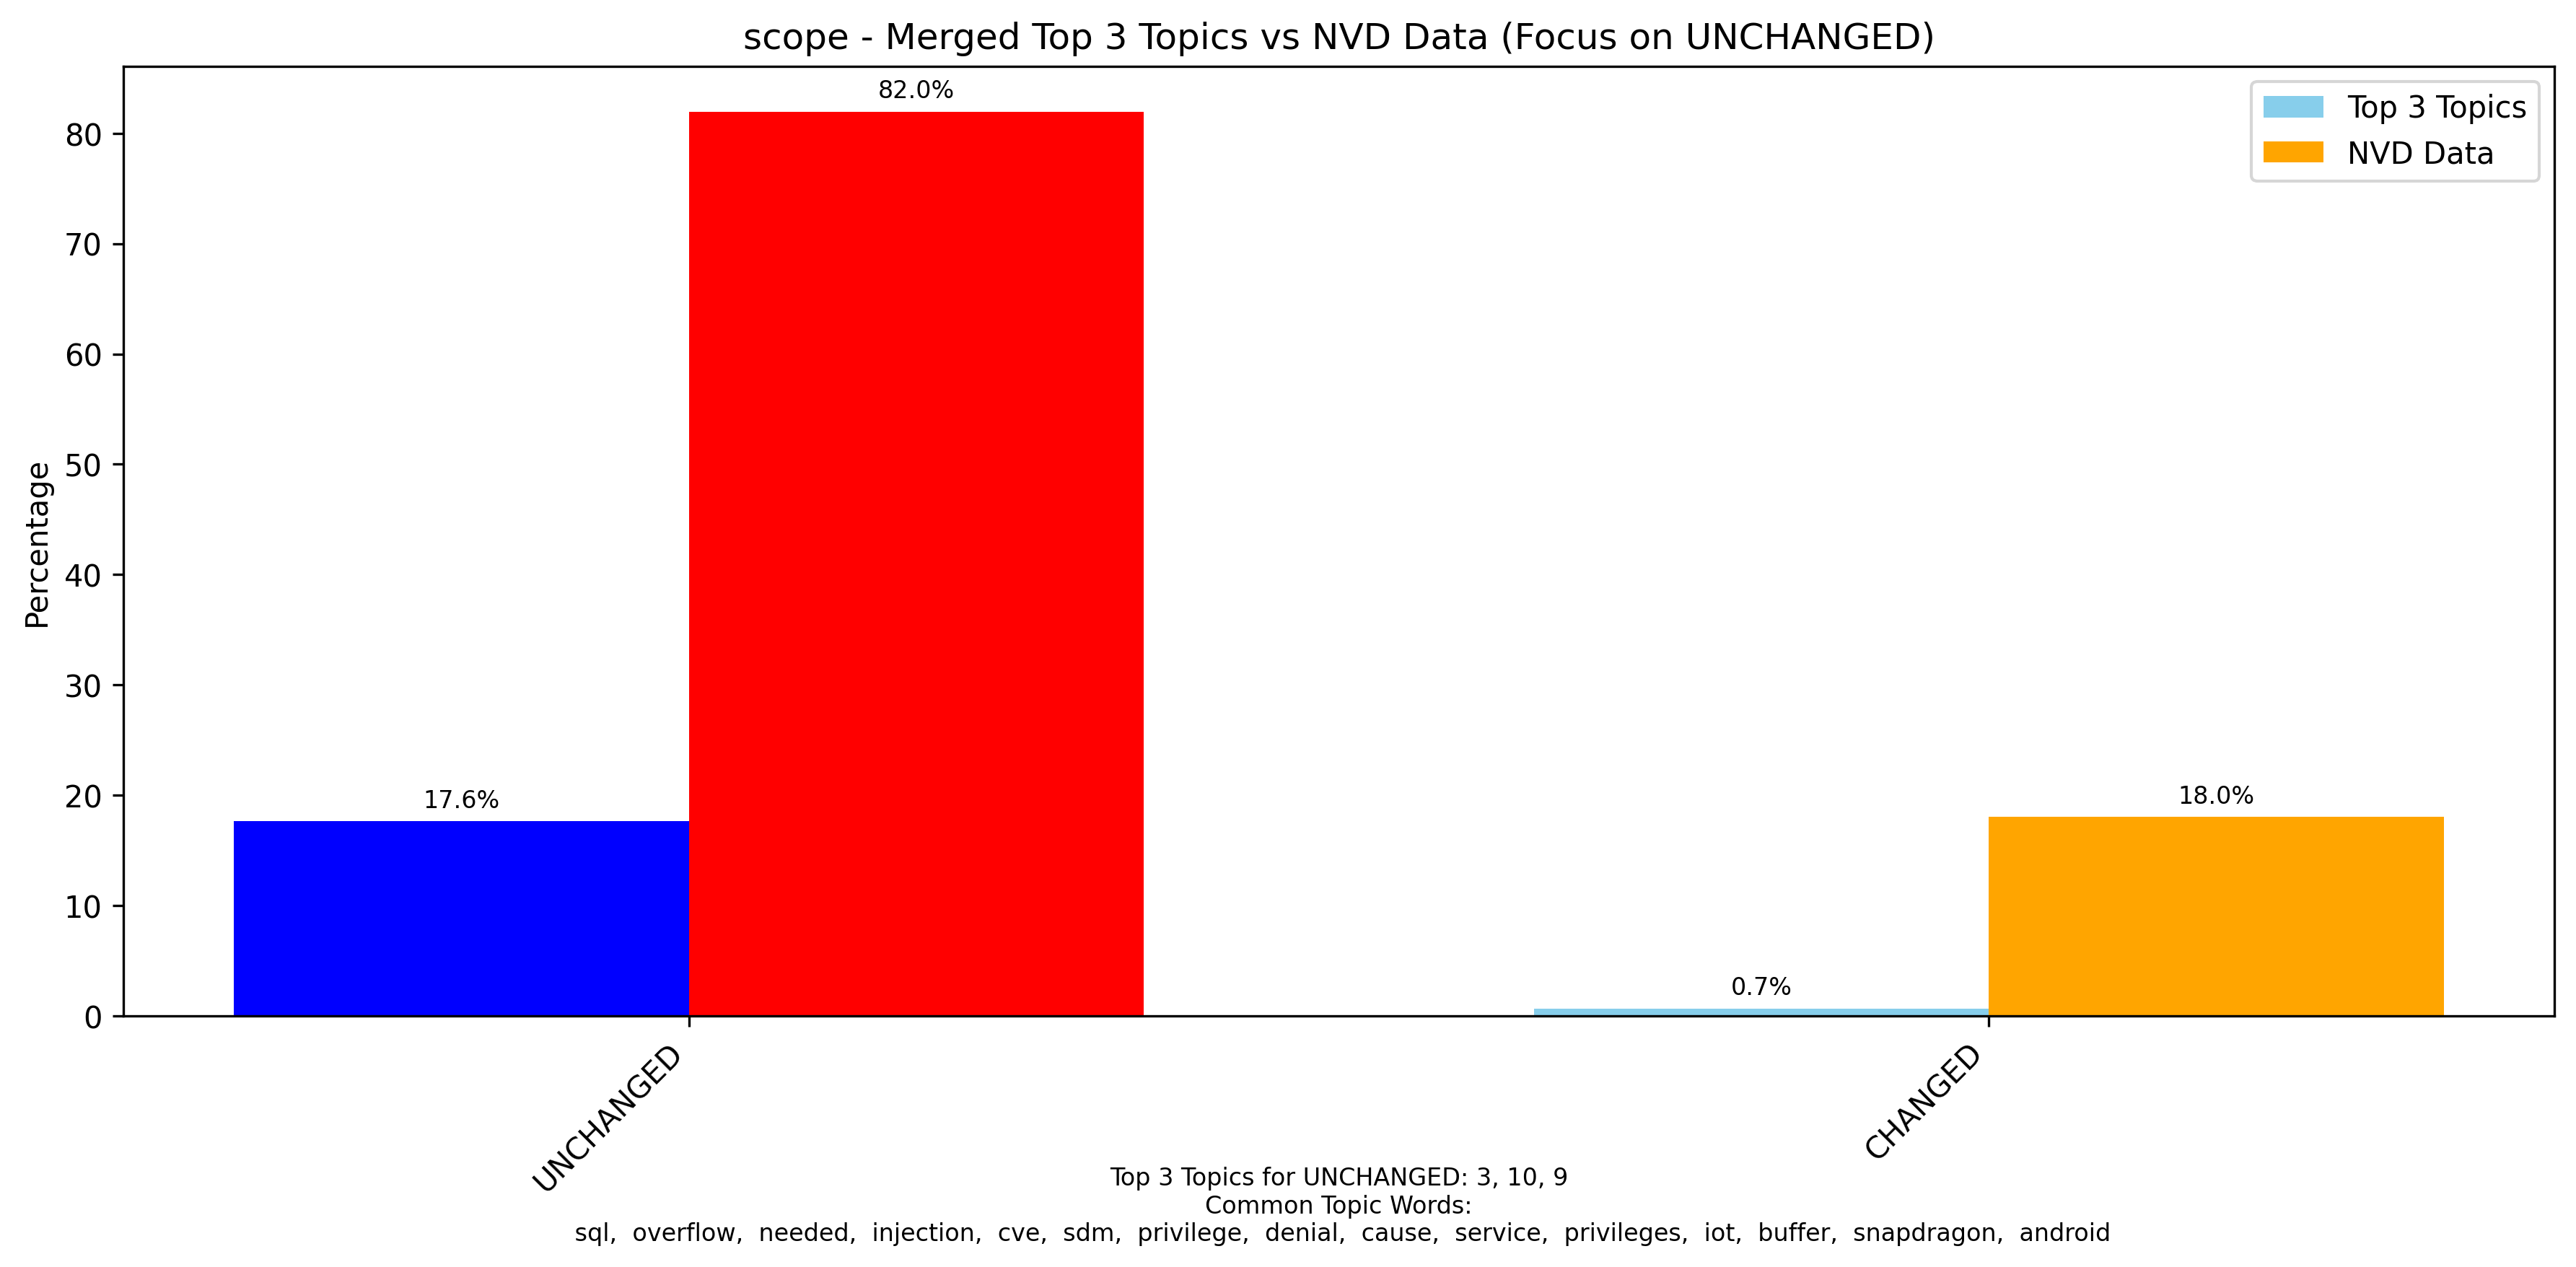 scope - Merged Top 3 Topics vs NVD Data (Focus on UNCHANGED)
Top 3 Topics
NVD Data
Percentage
80
70
60
50
40
30
20
10
0
82.0%
17.6%
18.0%
0.7%
UNCHANGED
CHANGED
Top 3 Topics for UNCHANGED: 3, 10, 9
Common Topic Words:
sql, overflow, needed, injection, cve, sdm, privilege, denial, cause, service, privileges, iot, buffer, snapdragon, android